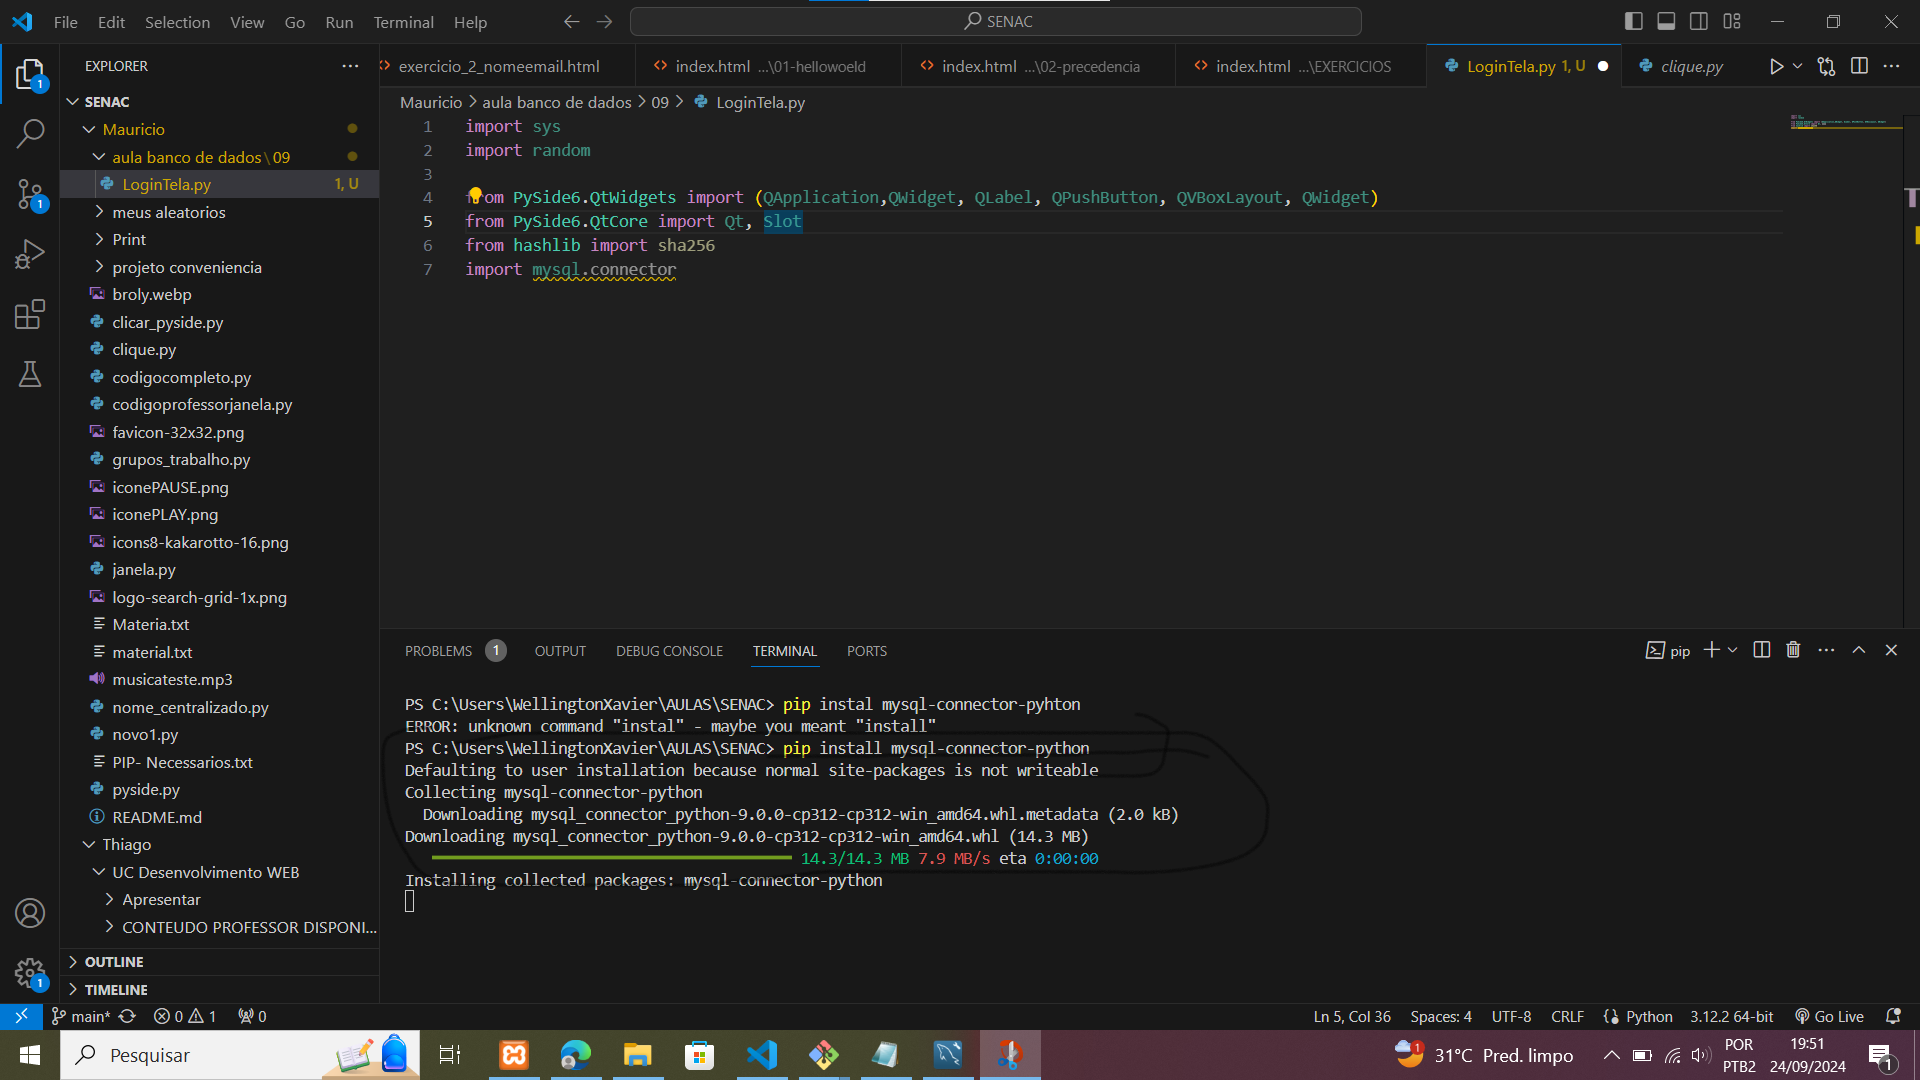 File Edit Selection View Go Run Terminal Help
SENAC
EXPLORER
exercicio_2_nomeemail.html
index.html ...\01-hellowoeld
index.html ...\02-precedencia
index.html ...\EXERCICIOS
LoginTela.py 1, U
clique.py
SENAC
Mauricio
aula banco de dados\09
LoginTela.py 1, U
meus aleatorios
Print
projeto conveniencia
broly.webp
clicar_pyside.py
clique.py
codigocompleto.py
codigoprofessorjanela.py
favicon-32x32.png
grupos_trabalho.py
iconePAUSE.png
iconePLAY.png
icons8-kakarotto-16.png
janela.py
logo-search-grid-1x.png
Materia.txt
material.txt
musicateste.mp3
nome_centralizado.py
novo1.py
PIP- Necessarios.txt
pyside.py
README.md
Thiago
UC Desenvolvimento WEB
Apresentar
CONTEUDO PROFESSOR DISPONI...
OUTLINE
TIMELINE
1
1
1
Mauricio > aula banco de dados > 09 > LoginTela.py
1 import sys
2 import random
3
4 from PySide6.QtWidgets import (QApplication,QWidget, QLabel, QPushButton, QVBoxLayout, QWidget)
5 from PySide6.QtCore import Qt, Slot
6 from hashlib import sha256
7 import mysql.connector
PROBLEMS 1 OUTPUT DEBUG CONSOLE TERMINAL PORTS
pip
PS C:\Users\WellingtonXavier\AULAS\SENAC> pip instal mysql-connector-pyhton
ERROR: unknown command "instal" - maybe you meant "install"
PS C:\Users\WellingtonXavier\AULAS\SENAC> pip install mysql-connector-python
Defaulting to user installation because normal site-packages is not writeable
Collecting mysql-connector-python
Downloading mysql_connector_python-9.0.0-cp312-cp312-win_amd64.whl.metadata (2.0 kB)
Downloading mysql_connector_python-9.0.0-cp312-cp312-win_amd64.whl (14.3 MB)
14.3/14.3 MB 7.9 MB/s eta 0:00:00
Installing collected packages: mysql-connector-python
main* 0 1 0
Ln 5, Col 36 Spaces: 4 UTF-8 CRLF Python 3.12.2 64-bit Go Live
Pesquisar
1 31°C Pred. limpo
POR
PTB2
19:51
24/09/2024
1